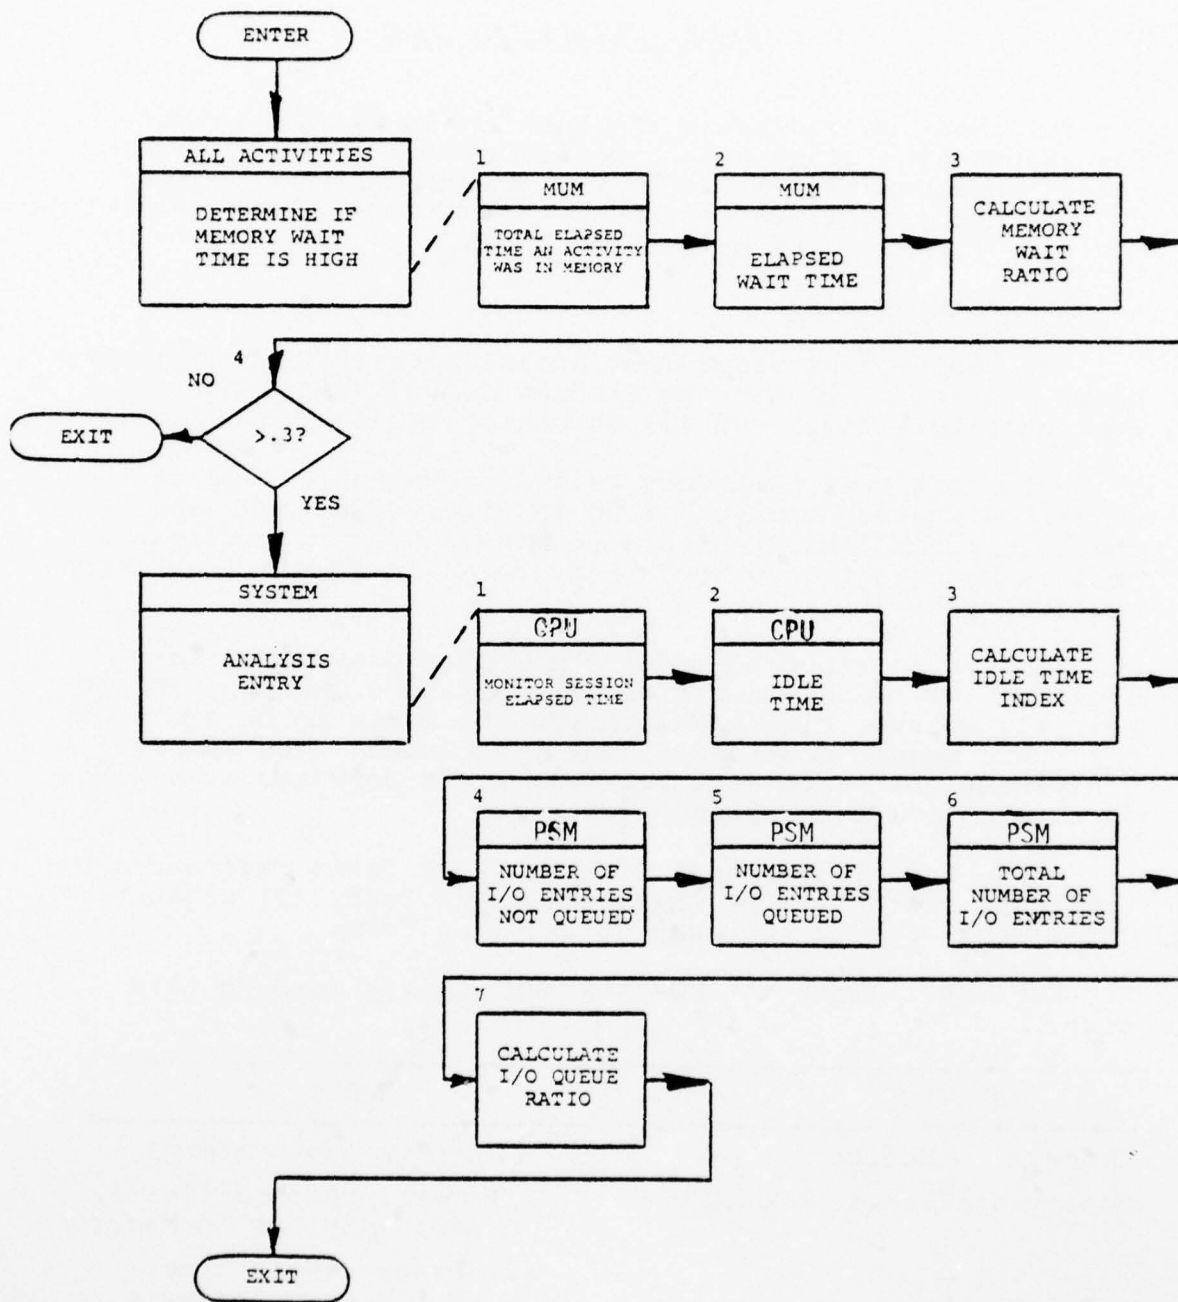 ENTER
ALL ACTIVITIES
DETERMINE IF
MEMORY WAIT
TIME IS HIGH
1
MUM
TOTAL ELAPSED
TIME AN ACTIVITY
WAS IN MEMORY
2
MUM
ELAPSED
WAIT TIME
3
CALCULATE
MEMORY
WAIT
RATIO
4
NO
EXIT
>.3?
YES
SYSTEM
ANALYSIS
ENTRY
1
CPU
MONITOR SESSION
ELAPSED TIME
2
CPU
IDLE
TIME
3
CALCULATE
IDLE TIME
INDEX
4
PSM
NUMBER OF
I/O ENTRIES
NOT QUEUED
5
PSM
NUMBER OF
I/O ENTRIES
QUEUED
6
PSM
TOTAL
NUMBER OF
I/O ENTRIES
7
CALCULATE
I/O QUEUE
RATIO
EXIT